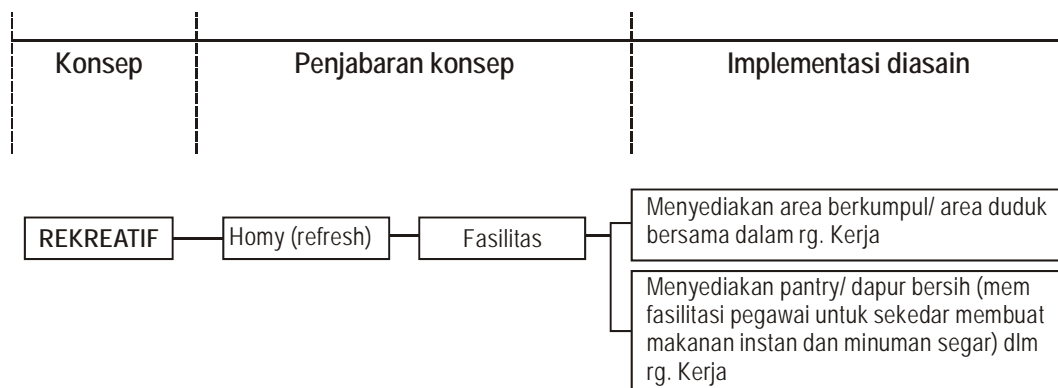 Konsep
Penjabaran konsep
Implementasi diasain
REKREATIF
Homy (refresh)
Fasilitas
Menyediakan area berkumpul/ area duduk
bersama dalam rg. Kerja
Menyediakan pantry/ dapur bersih (mem
fasilitasi pegawai untuk sekedar membuat
makanan instan dan minuman segar) dlm
rg. Kerja